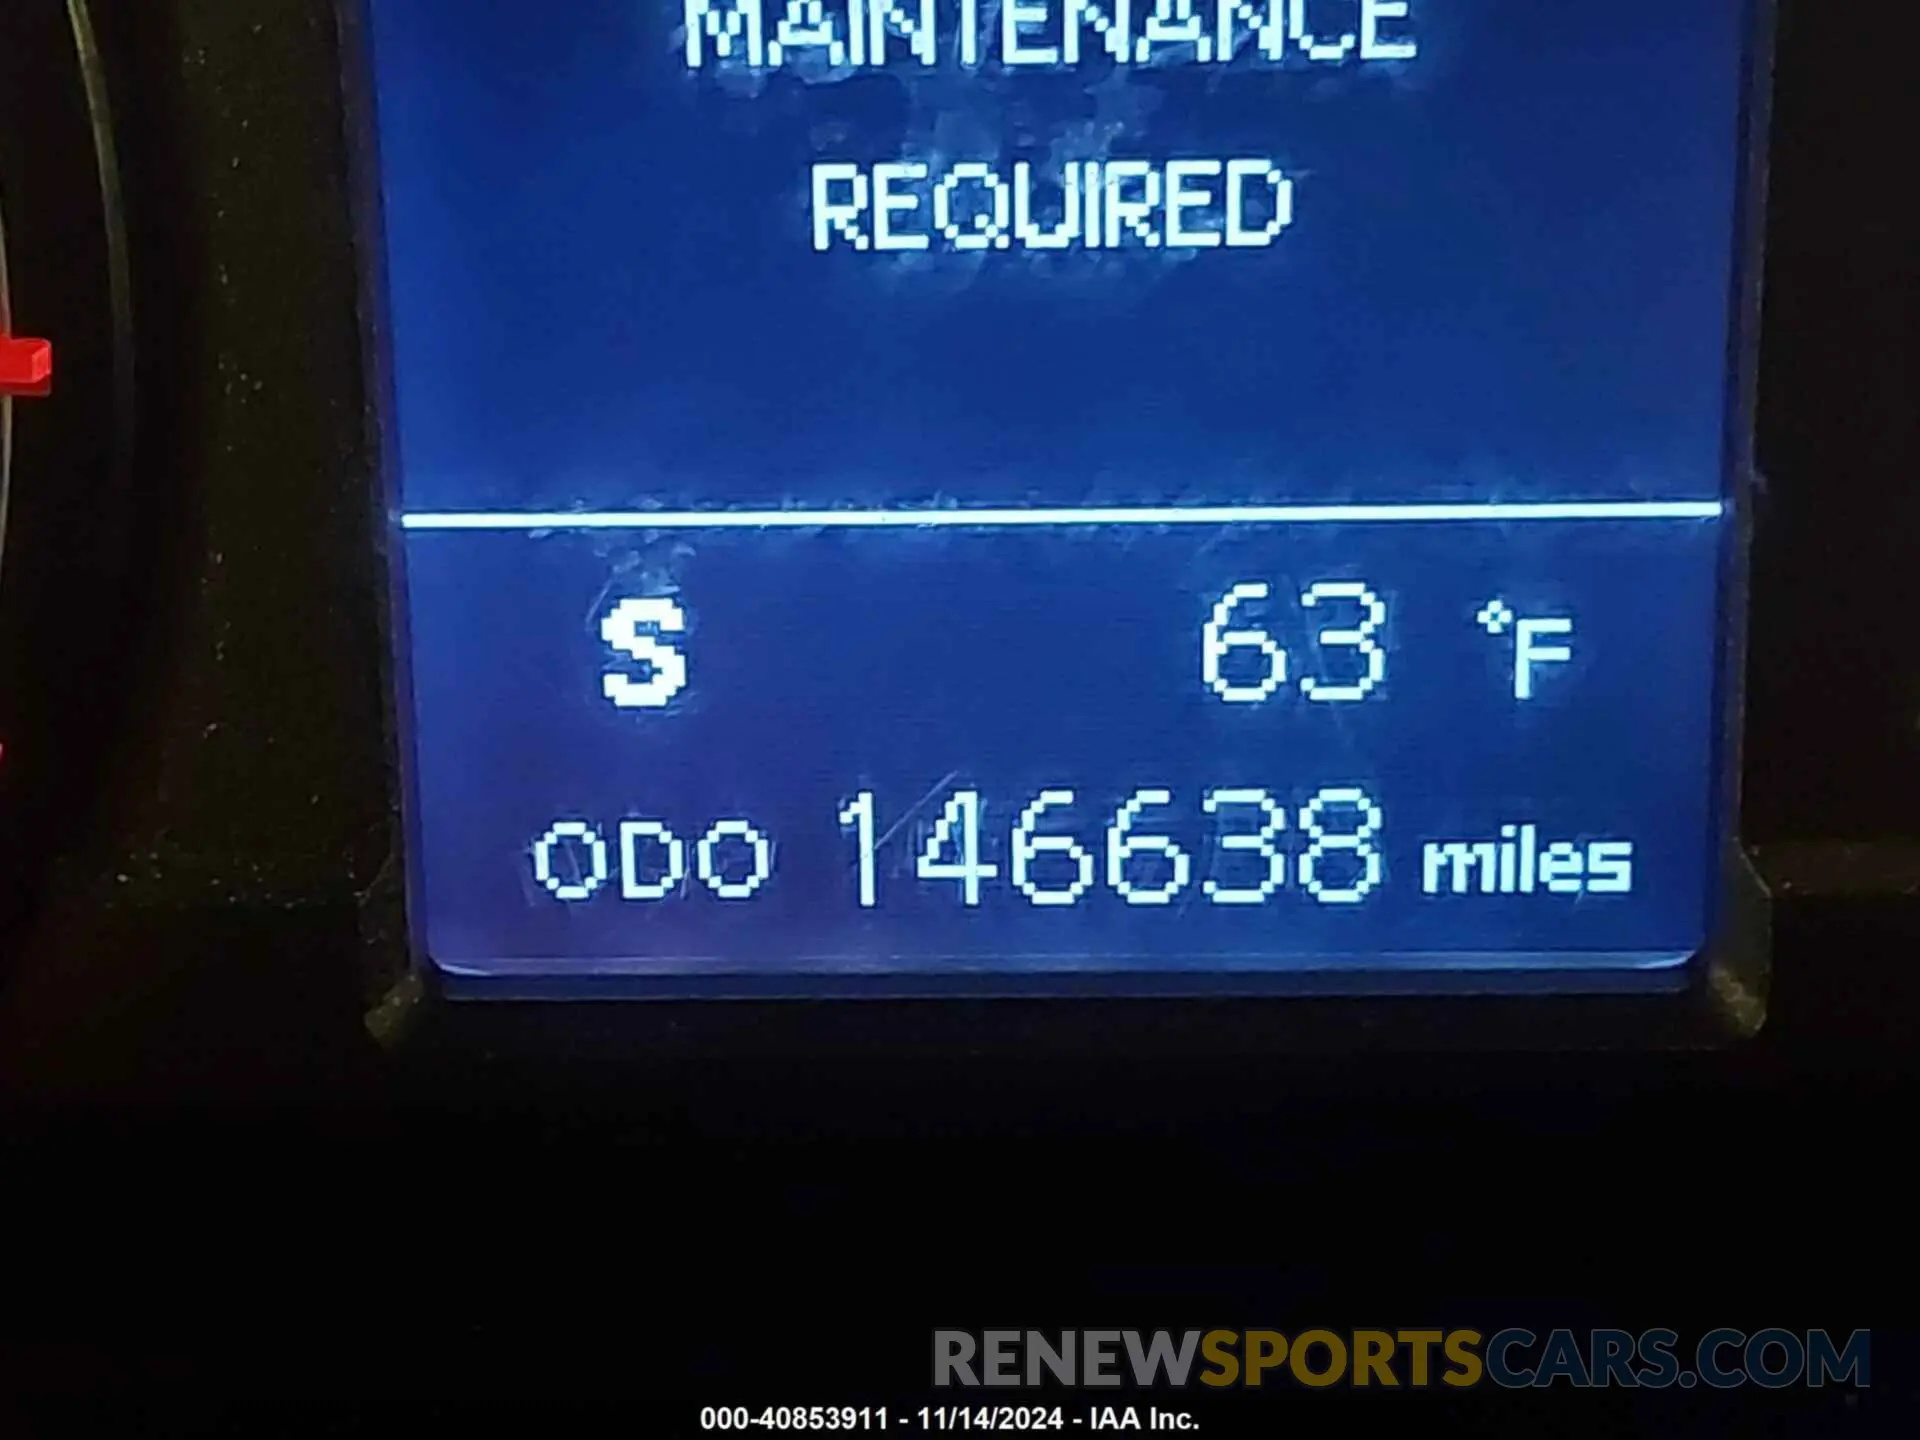 MAINTENANCE
REQUIRED
S 63 °F
ODO 146638 miles
RENEWSPORTSCARS.COM
000-40853911 - 11/14/2024 - IAA Inc.